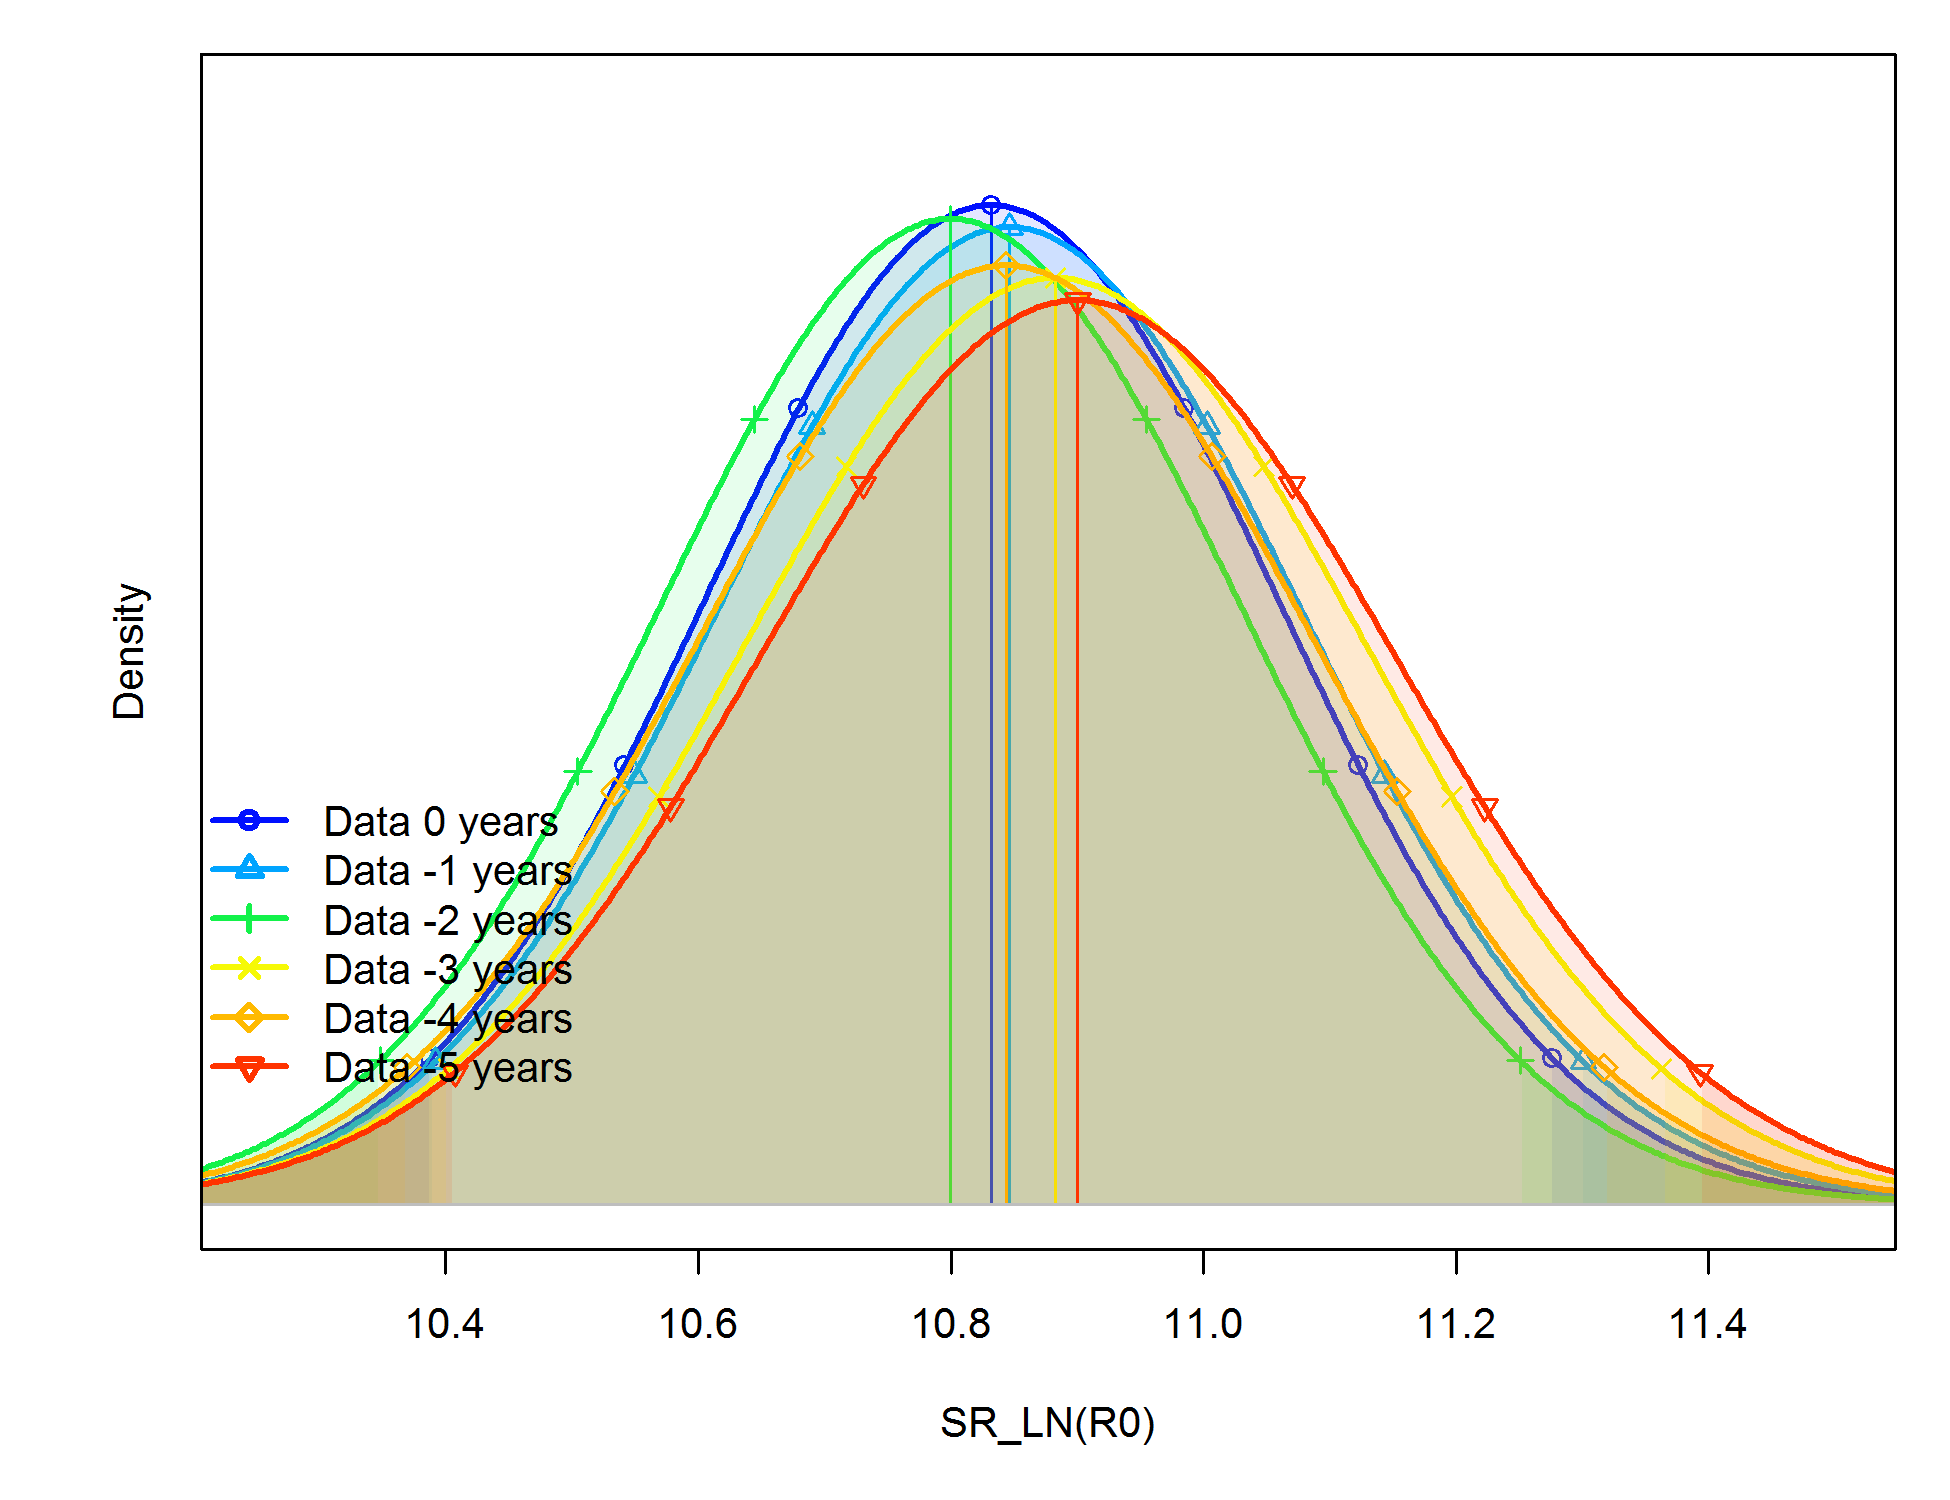 Density
Data 0 years
Data -1 years
Data -2 years
Data -3 years
Data -4 years
Data -5 years
10.4 10.6 10.8 11.0 11.2 11.4
SR_LN(R0)